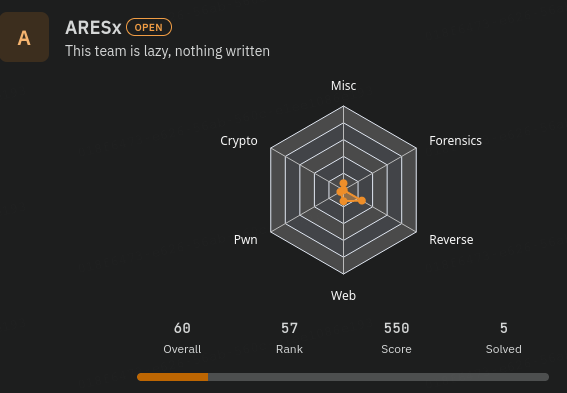 A
ARESx OPEN
This team is lazy, nothing written
Misc
Crypto
Forensics
Pwn
Reverse
Web
60 57 550 5
Overall Rank Score Solved